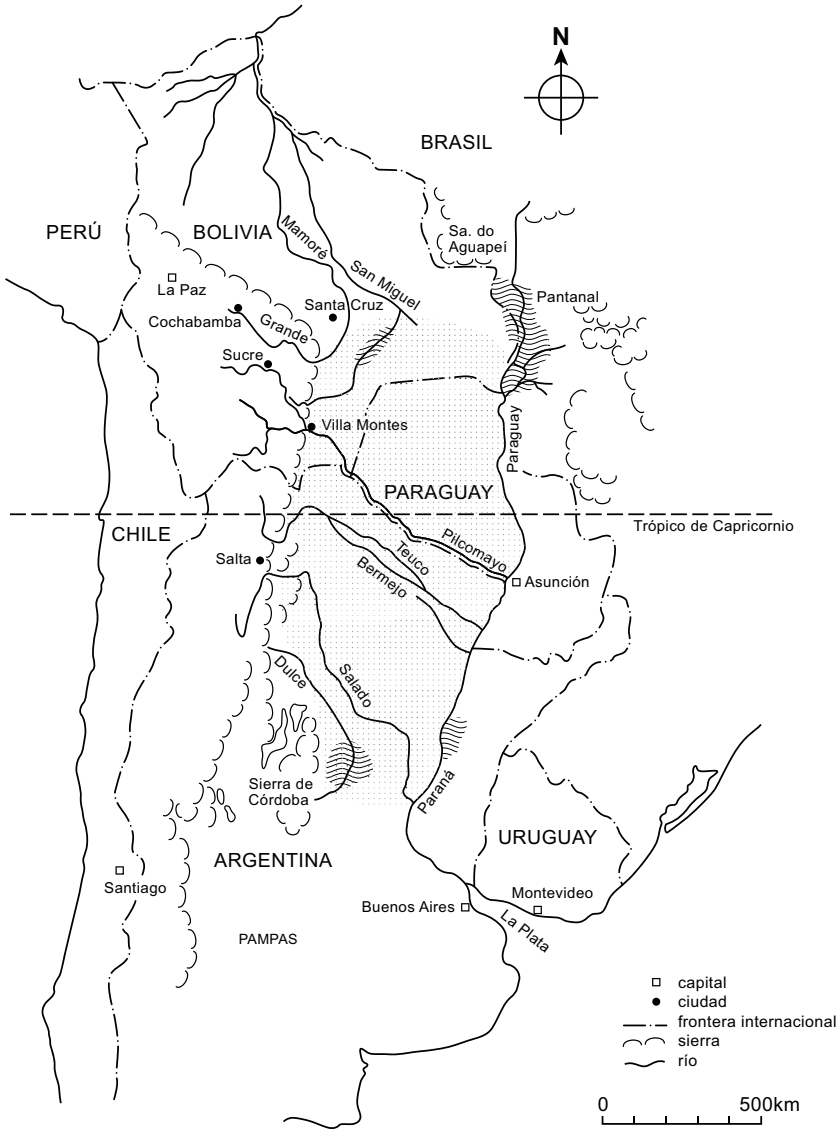 N
BRASIL
PERÚ
BOLIVIA
Mamoré
Sa. do
Aguapeí
San Miguel
La Paz
Santa Cruz
Pantanal
Cochabamba
Grande
Sucre
Villa Montes
Paraguay
PARAGUAY
CHILE
Trópico de Capricornio
Pilcomayo
Teuco
Salta
Bermejo
Asunción
Dulce
Salado
Sierra de
Córdoba
Paraná
URUGUAY
ARGENTINA
Santiago
Montevideo
Buenos Aires
La Plata
PAMPAS
capital
ciudad
frontera internacional
sierra
río
0 500km